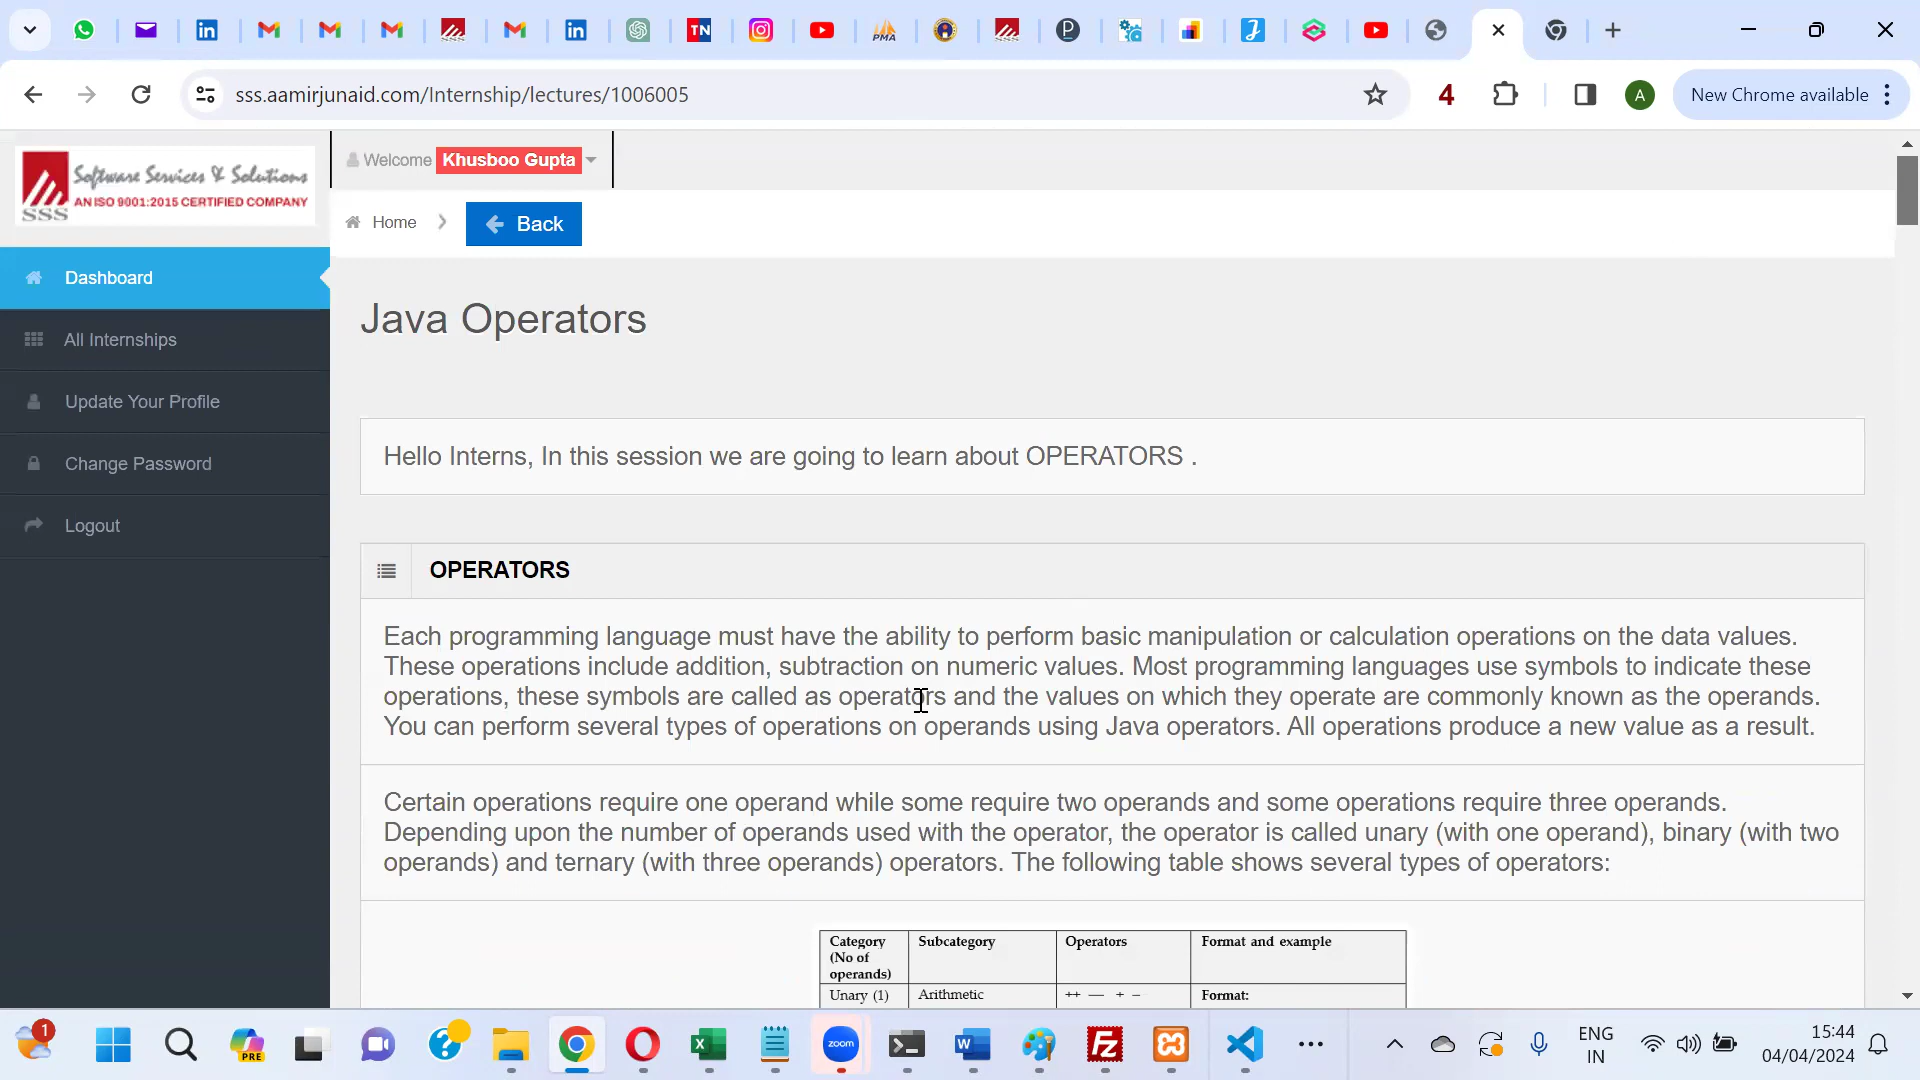 TN
PMA
sss.aamirjunaid.com/Internship/lectures/1006005
4
A
New Chrome available
Software Services & Solutions
AN ISO 9001:2015 CERTIFIED COMPANY
SSS
Welcome Khusboo Gupta
Home
Back
Dashboard
All Internships
Update Your Profile
Change Password
Logout
Java Operators
Hello Interns, In this session we are going to learn about OPERATORS .
OPERATORS
Each programming language must have the ability to perform basic manipulation or calculation operations on the data values.
These operations include addition, subtraction on numeric values. Most programming languages use symbols to indicate these
operations, these symbols are called as operators and the values on which they operate are commonly known as the operands.
You can perform several types of operations on operands using Java operators. All operations produce a new value as a result.
Certain operations require one operand while some require two operands and some operations require three operands.
Depending upon the number of operands used with the operator, the operator is called unary (with one operand), binary (with two
operands) and ternary (with three operands) operators. The following table shows several types of operators:
Category
(No of
operands)
Subcategory
Operators
Format and example
Unary (1)
Arithmetic
++ — + –
Format:
1
PRE
zoom
ENG
IN
15:44
04/04/2024